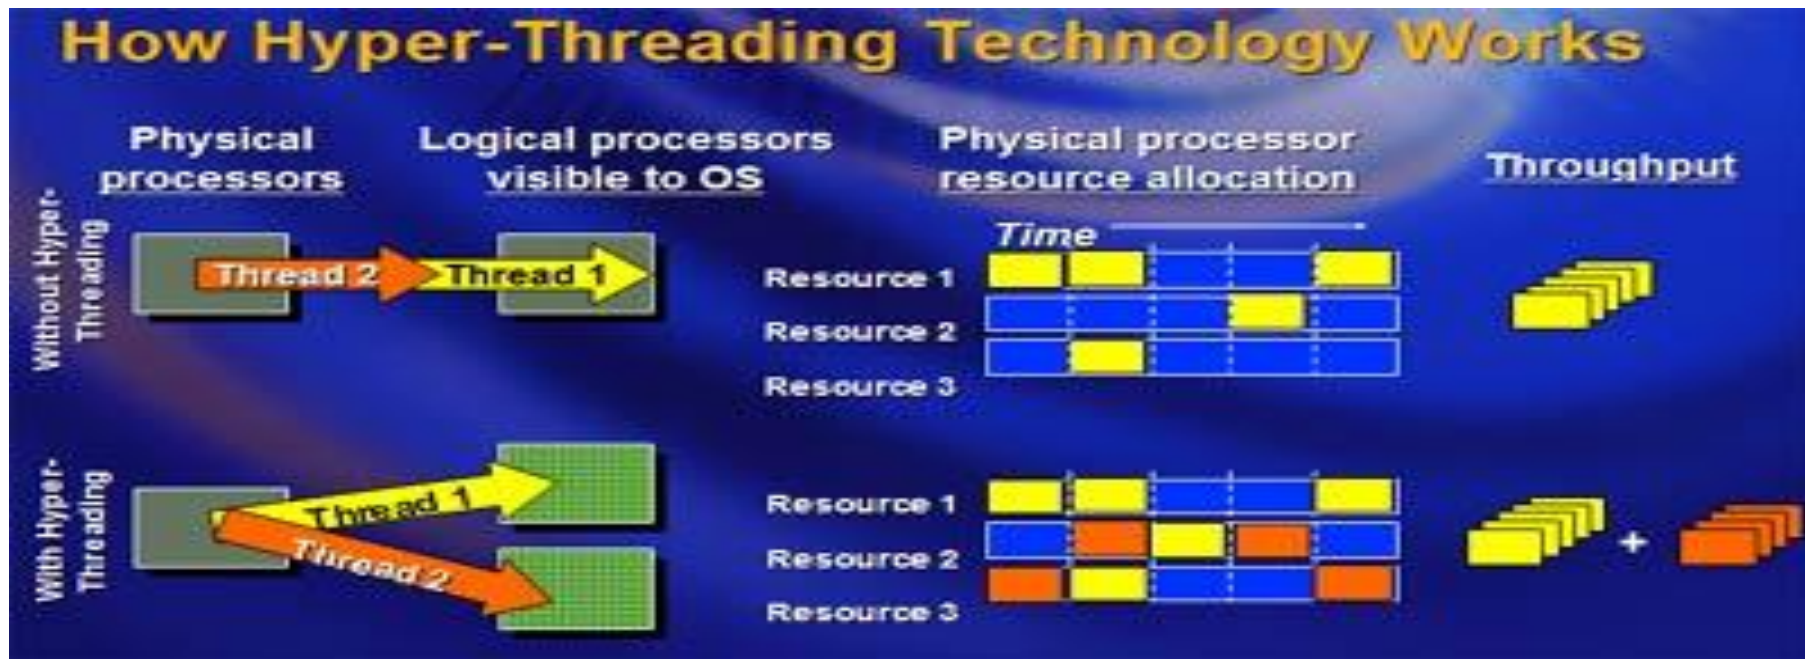 How Hyper-Threading Technology Works
Physical
processors
Logical processors
visible to OS
Physical processor
resource allocation
Throughput
Without Hyper-
Threading
Thread 2
Thread 1
Time
Resource 1
Resource 2
Resource 3
With Hyper-
Threading
Thread 1
Thread 2
Resource 1
Resource 2
Resource 3
+